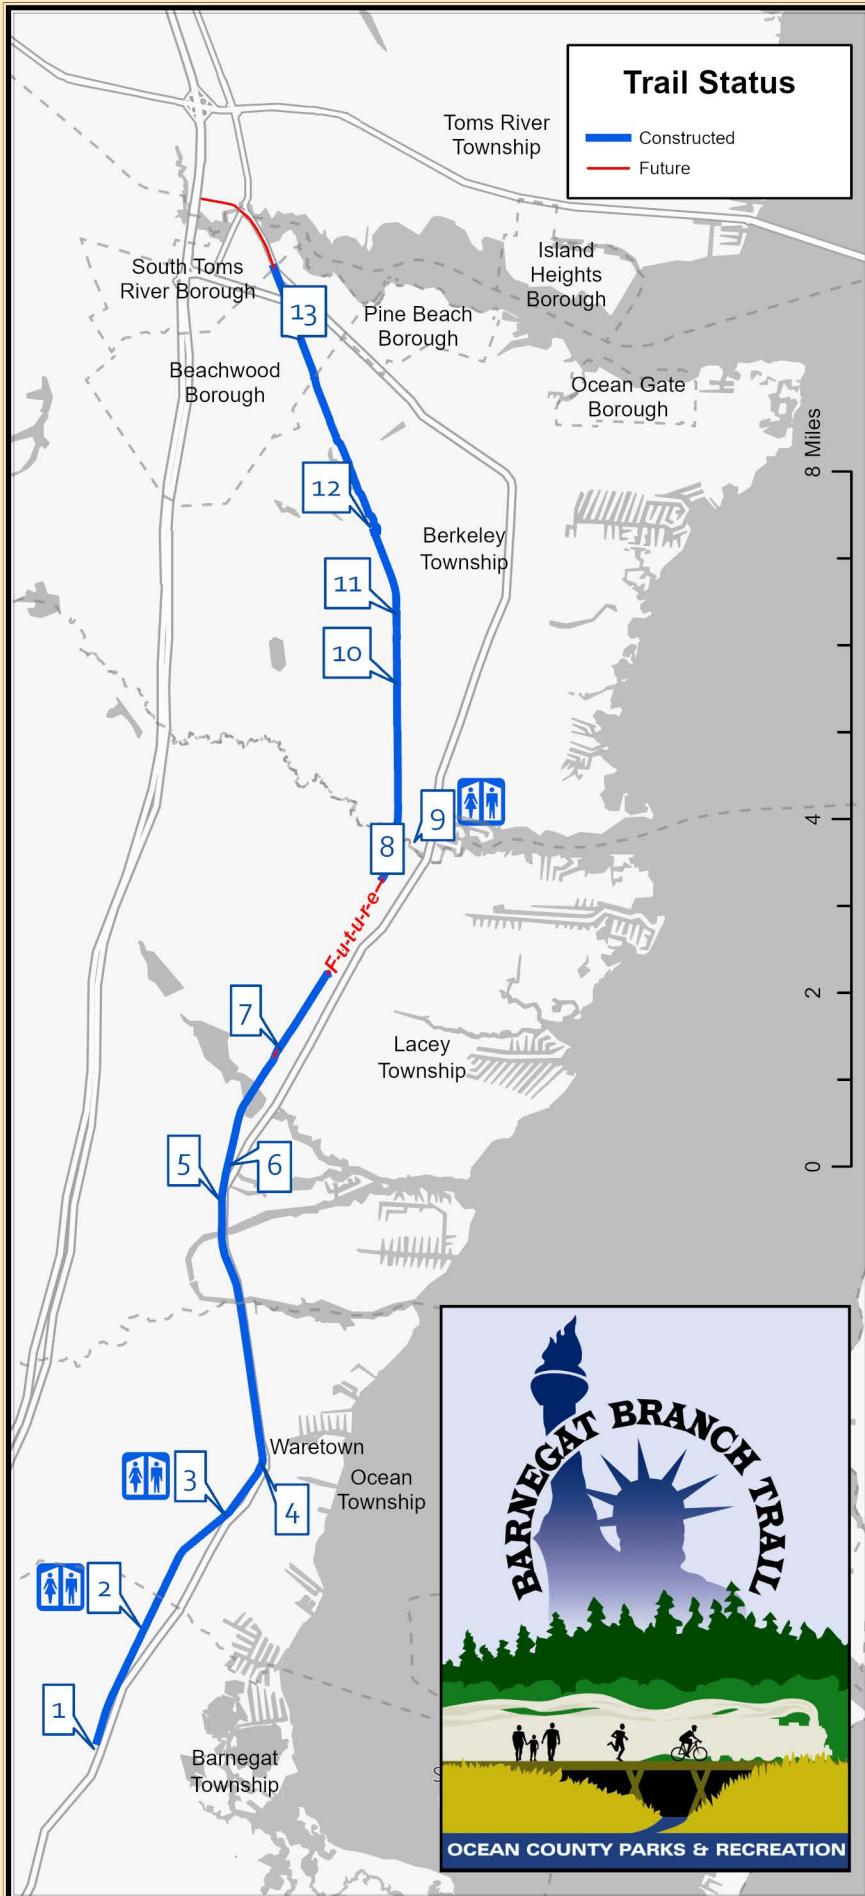 Trail Status
Constructed
Future
Toms River
Township
Island
Heights
Borough
South Toms
River Borough
13
Pine Beach
Borough
Beachwood
Borough
Ocean Gate
Borough
8 Miles
12
Berkeley
Township
11
10
9
4
8
F-u-t-u-r-e
7
2
Lacey
Township
5
6
0
Waretown
3
Ocean
Township
4
2
1
Barnegat
Township
S
BARNEGAT BRANCH TRAIL
OCEAN COUNTY PARKS & RECREATION